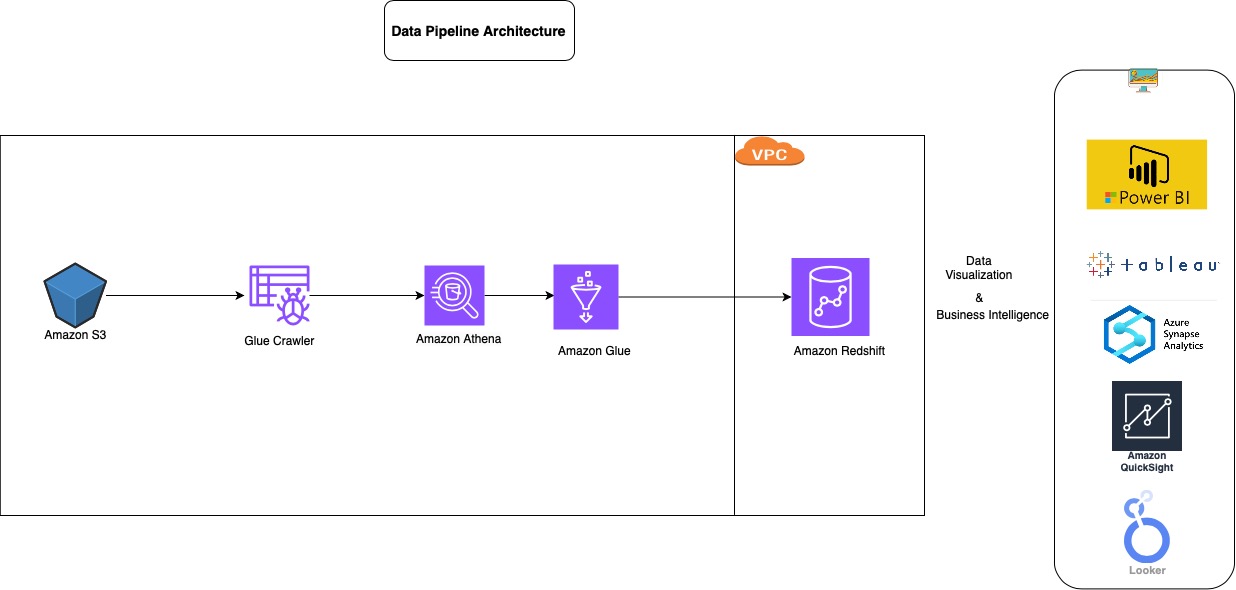 Data Pipeline Architecture
VPC
Amazon S3
Glue Crawler
Amazon Athena
Amazon Glue
Amazon Redshift
Data
Visualization
&
Business Intelligence
Power BI
+ a b l e a u
Azure
Synapse
Analytics
Amazon
QuickSight
Looker